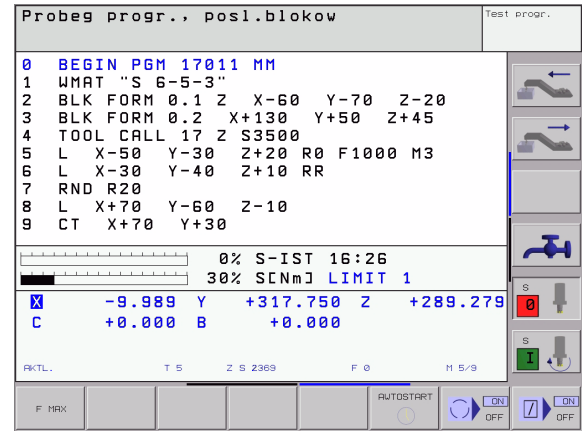 Probeg progr., posl.blokow
Test progr.
0 BEGIN PGM 17011 MM
1 WMAT "S 6-5-3"
2 BLK FORM 0.1 Z X-60 Y-70 Z-20
3 BLK FORM 0.2 X+130 Y+50 Z+45
4 TOOL CALL 17 Z S3500
5 L X-50 Y-30 Z+20 R0 F1000 M3
6 L X-30 Y-40 Z+10 RR
7 RND R20
8 L X+70 Y-60 Z-10
9 CT X+70 Y+30
0% S-IST 16:26
30% S[Nm] LIMIT 1
X -9.989 Y +317.750 Z +289.279
C +0.000 B +0.000
AKTL. T 5 Z S 2369 F 0 M 5/9
S
0
S
I
F MAX
AUTOSTART
ON
OFF
ON
OFF